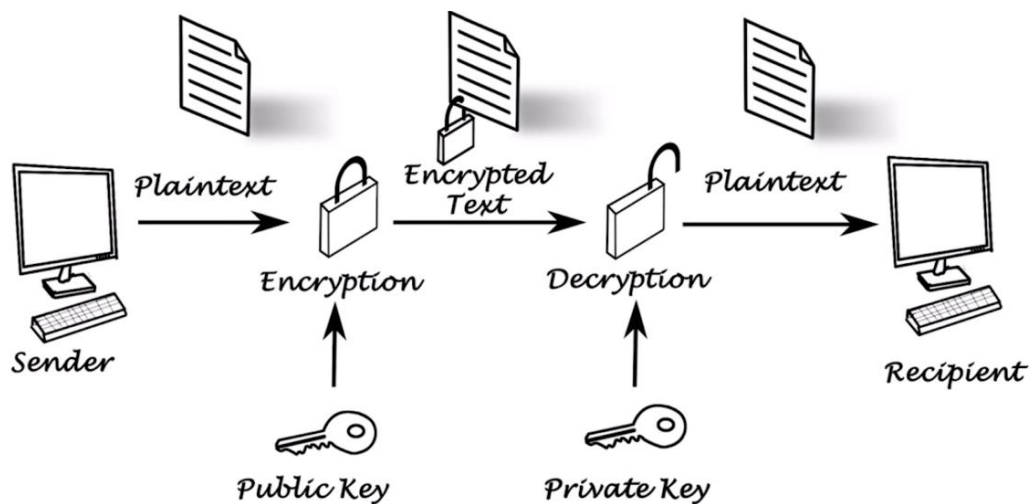 Plaintext
Encrypted
Text
Plaintext
Encryption
Decryption
Sender
Recipient
Public Key
Private Key